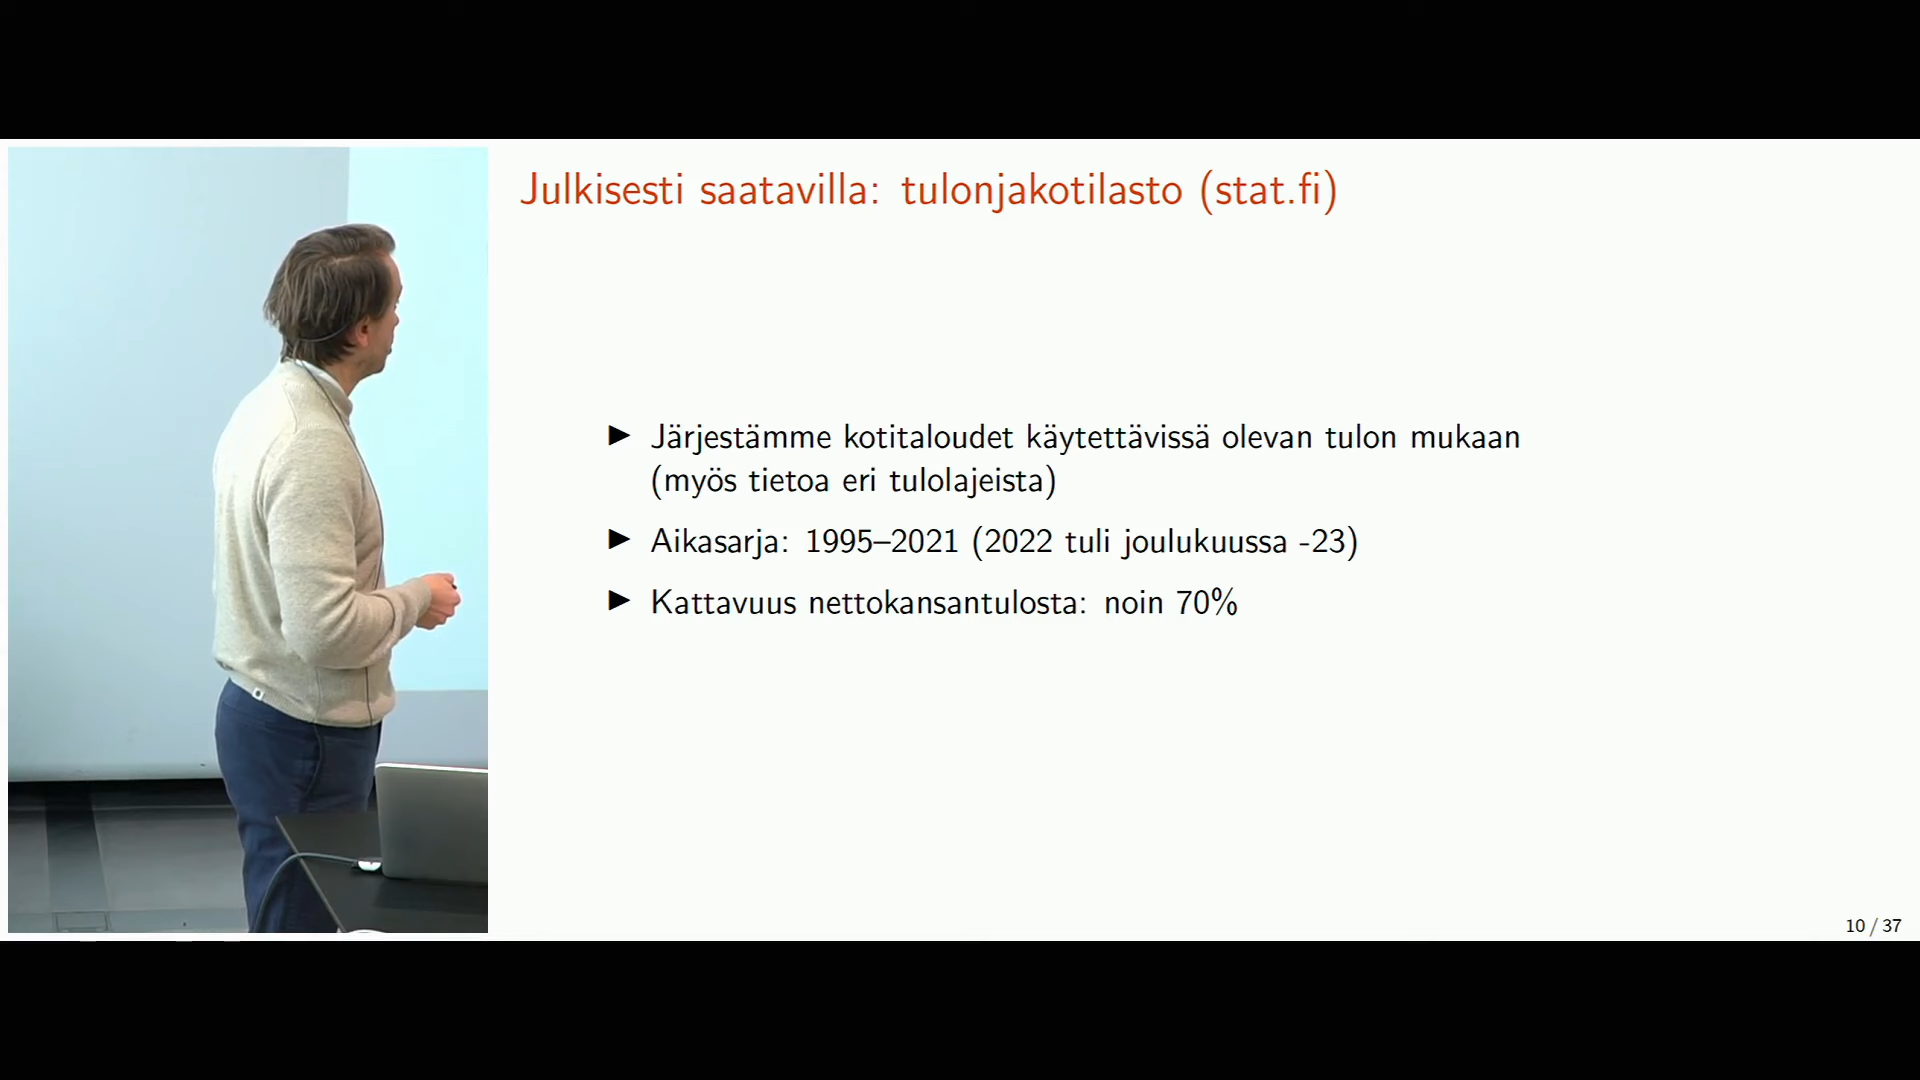 Julkisesti saatavilla: tulonjakotilasto (stat.fi)
▶ Järjestämme kotitaloudet käytettävissä olevan tulon mukaan
(myös tietoa eri tulolajeista)
▶ Aikasarja: 1995–2021 (2022 tuli joulukuussa -23)
▶ Kattavuus nettokansantulosta: noin 70%
10 / 37